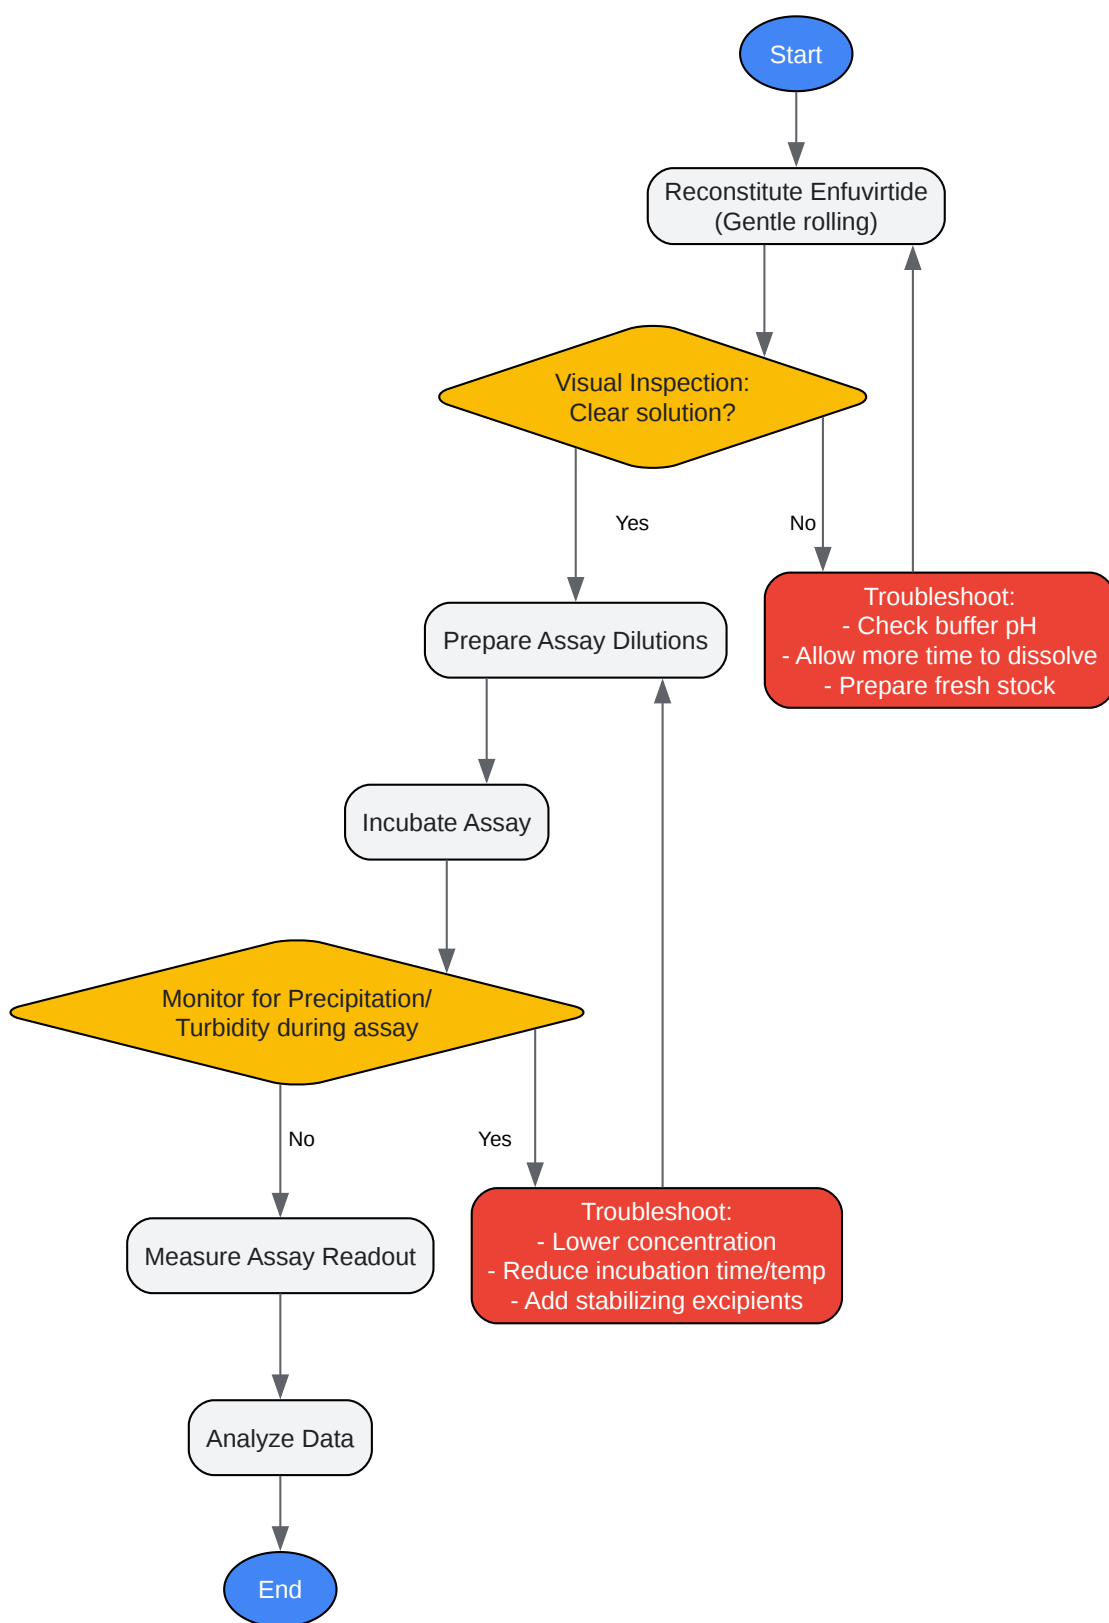 Start
Reconstitute Enfuvirtide
(Gentle rolling)
Visual Inspection:
Clear solution?
Yes
No
Troubleshoot:
- Check buffer pH
- Allow more time to dissolve
- Prepare fresh stock
Prepare Assay Dilutions
Incubate Assay
Monitor for Precipitation/
Turbidity during assay
No
Yes
Troubleshoot:
- Lower concentration
- Reduce incubation time/temp
- Add stabilizing excipients
Measure Assay Readout
Analyze Data
End